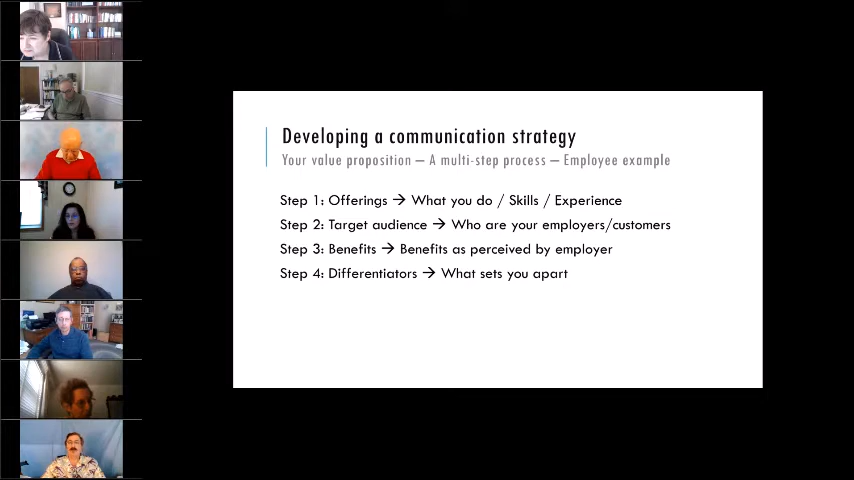 Developing a communication strategy
Your value proposition – A multi-step process – Employee example
Step 1: Offerings → What you do / Skills / Experience
Step 2: Target audience → Who are your employers/customers
Step 3: Benefits → Benefits as perceived by employer
Step 4: Differentiators → What sets you apart